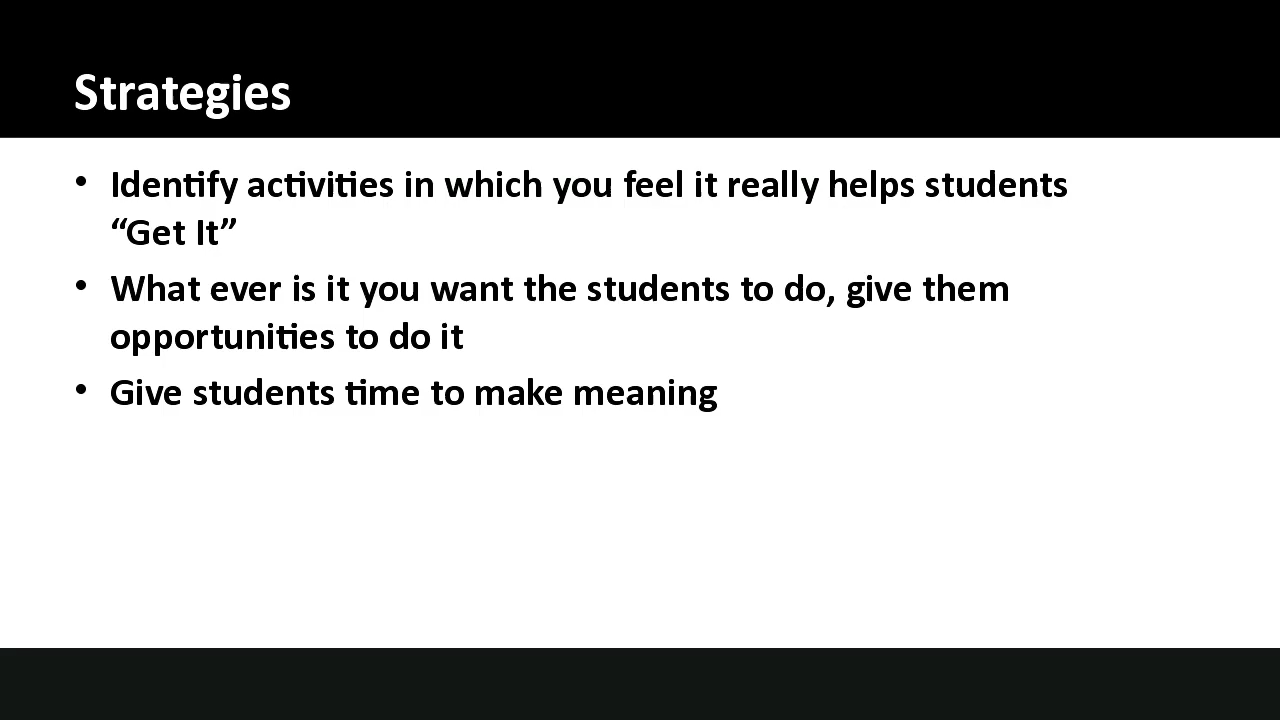 Strategies
• Identify activities in which you feel it really helps students
“Get It”
• What ever is it you want the students to do, give them
opportunities to do it
• Give students time to make meaning